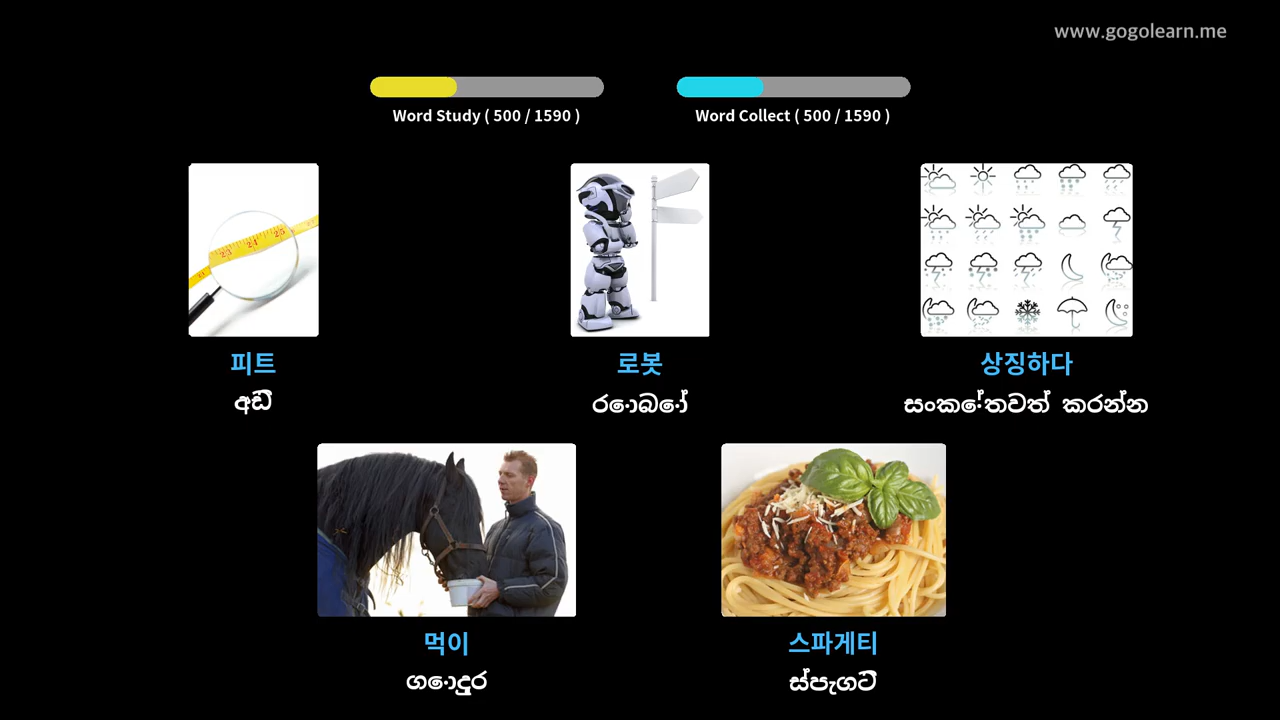 www.gogolearn.me
Word Study ( 500 / 1590 )
Word Collect ( 500 / 1590 )
피트
로봇
상징하다
අඩි
රොබෝ
සංකේතවත් කරන්න
먹이
스파게티
ගොදුර
ස්පැගටි